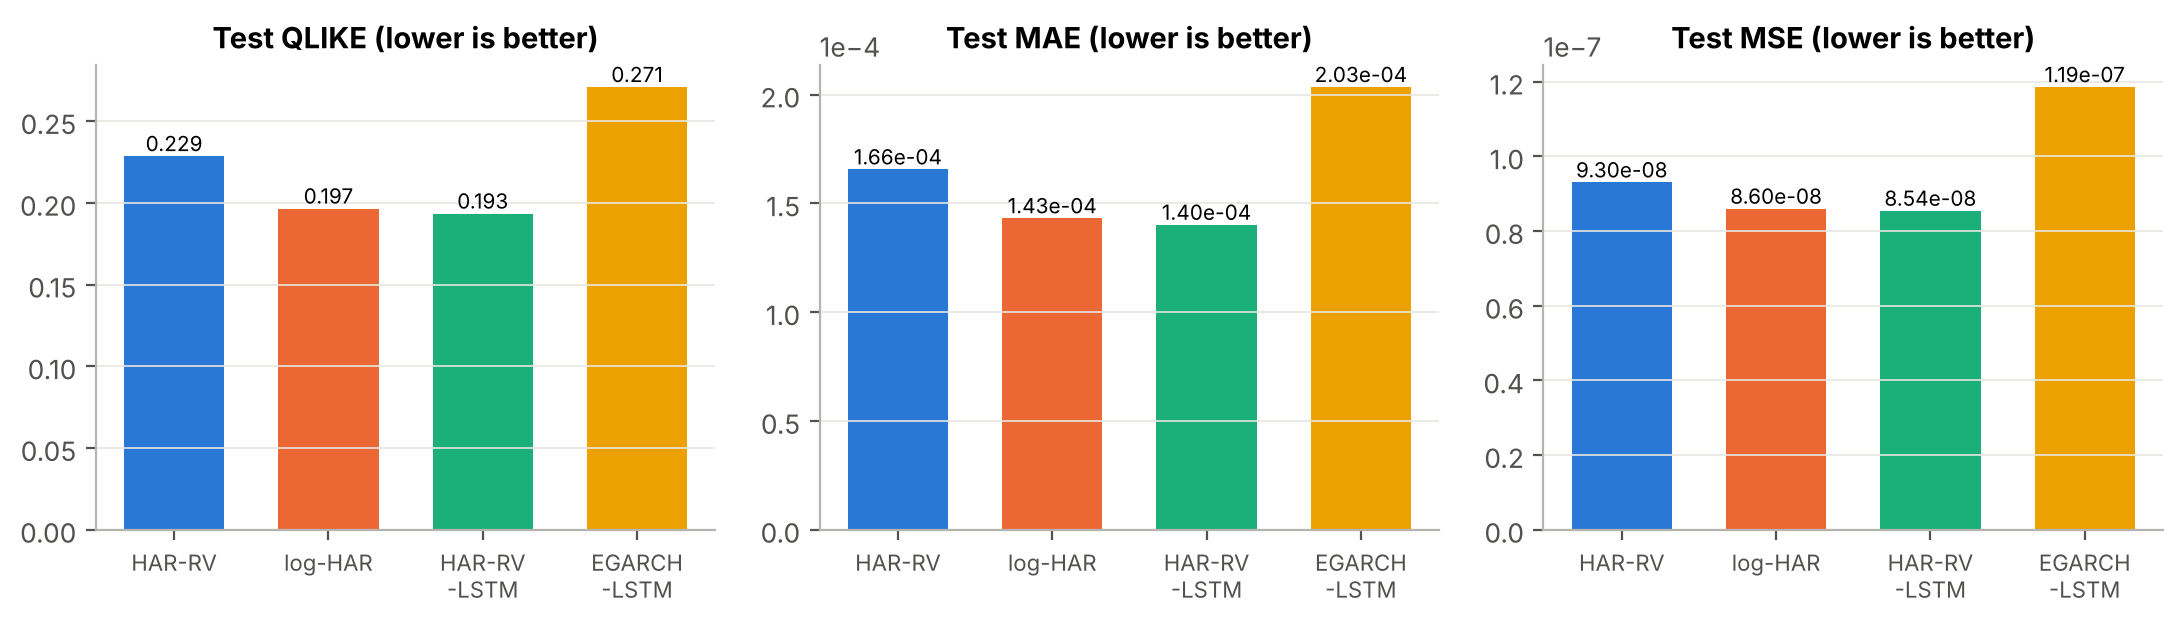 Test QLIKE (lower is better)
0.25
0.20
0.15
0.10
0.05
0.00
0.229
0.197
0.193
0.271
HAR-RV
log-HAR
HAR-RV
-LSTM
EGARCH
-LSTM
Test MAE (lower is better)
1e−4
2.0
1.5
1.0
0.5
0.0
1.66e-04
1.43e-04
1.40e-04
2.03e-04
HAR-RV
log-HAR
HAR-RV
-LSTM
EGARCH
-LSTM
Test MSE (lower is better)
1e−7
1.2
1.0
0.8
0.6
0.4
0.2
0.0
9.30e-08
8.60e-08
8.54e-08
1.19e-07
HAR-RV
log-HAR
HAR-RV
-LSTM
EGARCH
-LSTM